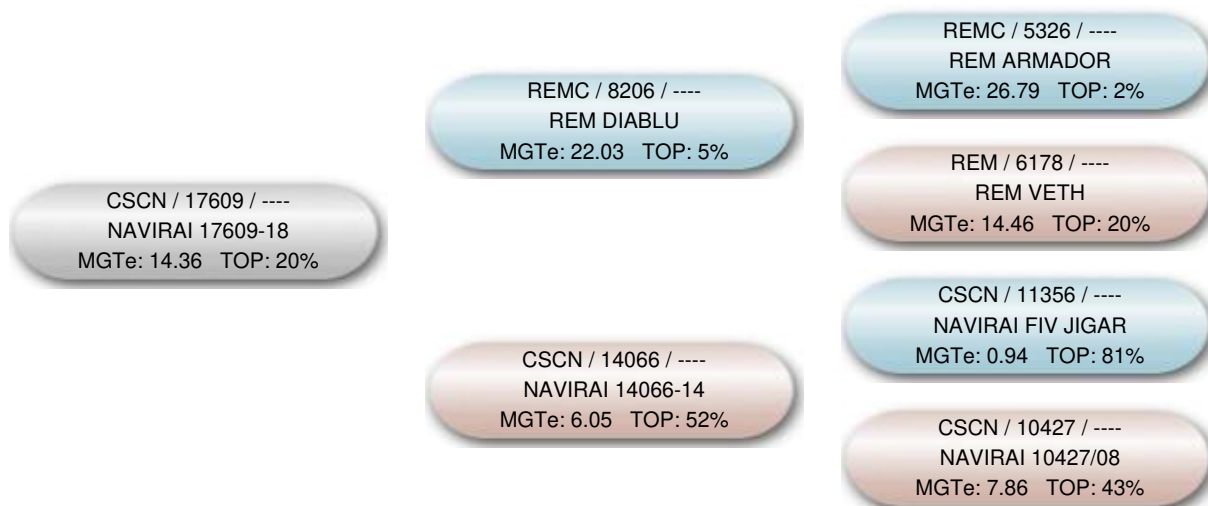 CSCN / 17609 / ----
NAVIRAI 17609-18
MGTe: 14.36 TOP: 20%
REMC / 8206 / ----
REM DIABLU
MGTe: 22.03 TOP: 5%
CSCN / 14066 / ----
NAVIRAI 14066-14
MGTe: 6.05 TOP: 52%
REMC / 5326 / ----
REM ARMADOR
MGTe: 26.79 TOP: 2%
REM / 6178 / ----
REM VETH
MGTe: 14.46 TOP: 20%
CSCN / 11356 / ----
NAVIRAI FIV JIGAR
MGTe: 0.94 TOP: 81%
CSCN / 10427 / ----
NAVIRAI 10427/08
MGTe: 7.86 TOP: 43%